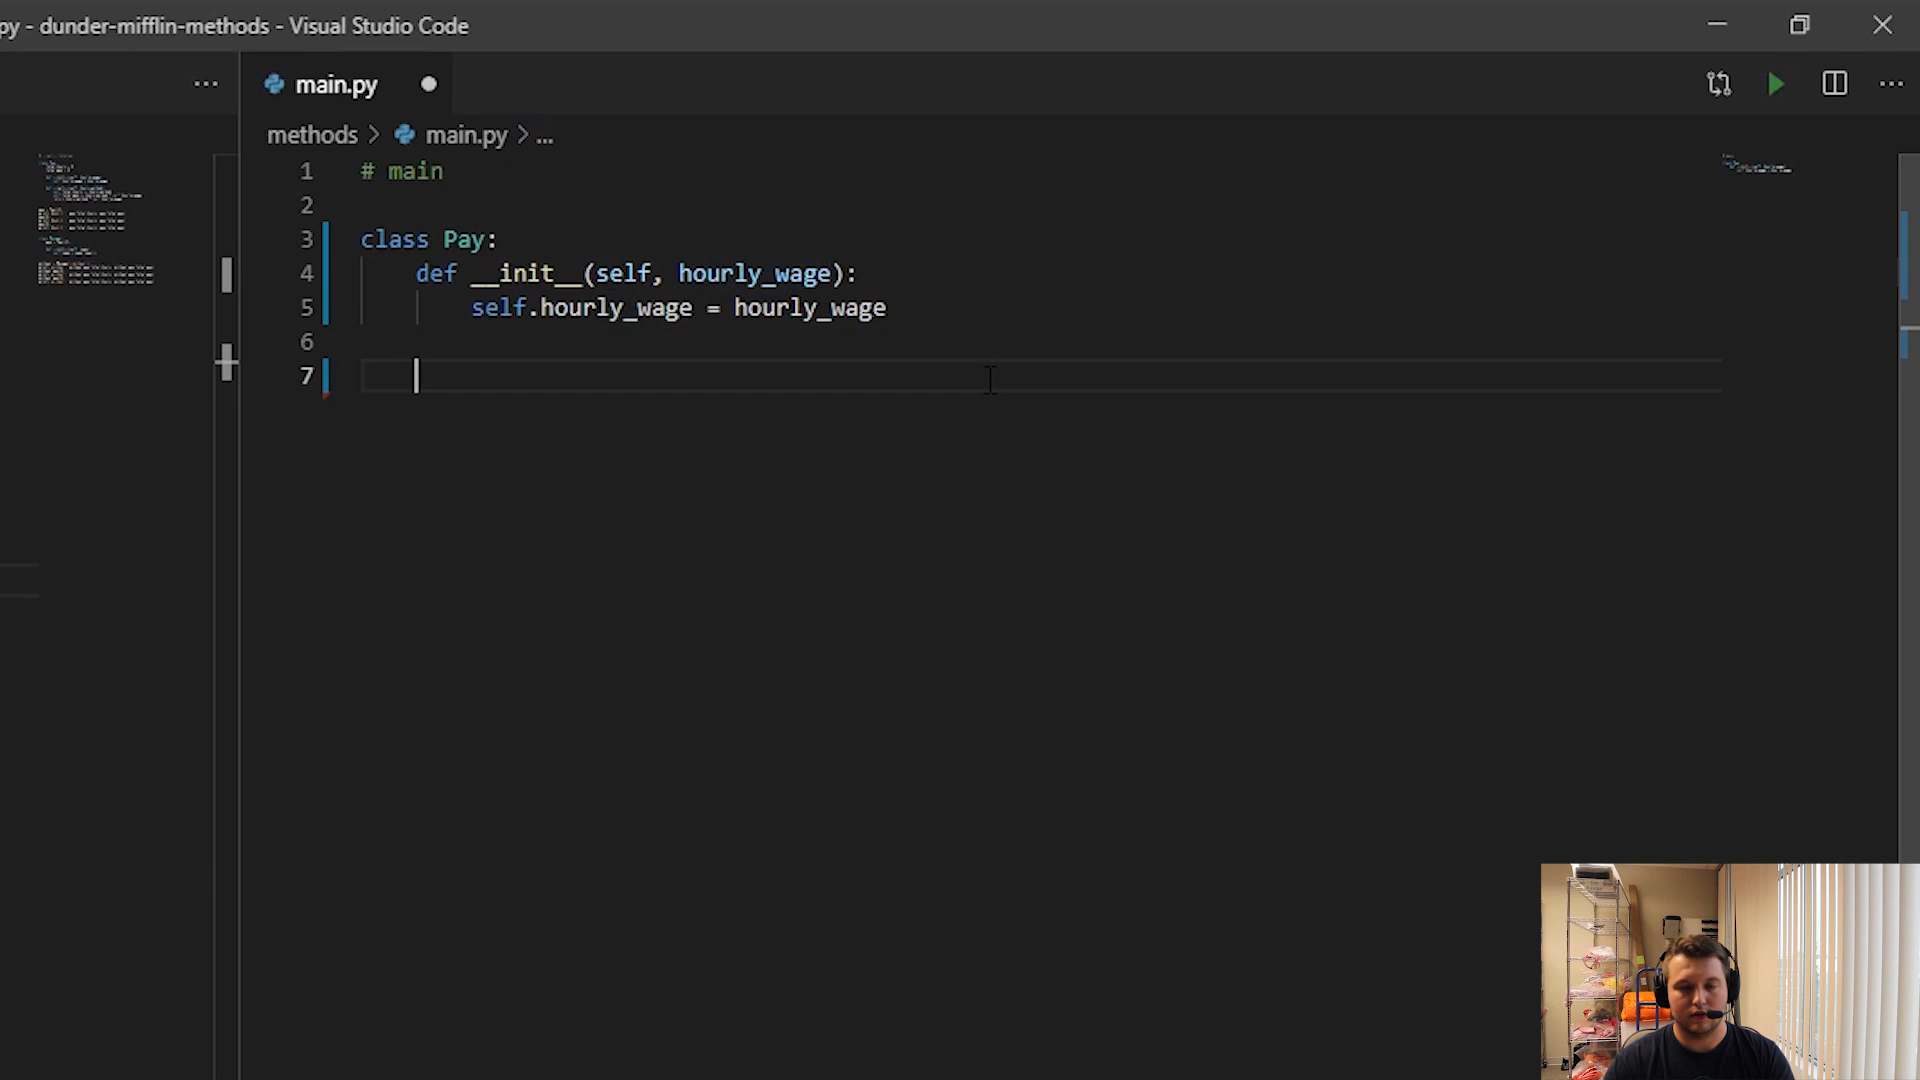 py - dunder-mifflin-methods - Visual Studio Code
main.py
methods > main.py > ...
1 # main
2
3 class Pay:
4 def __init__(self, hourly_wage):
5 self.hourly_wage = hourly_wage
6
7